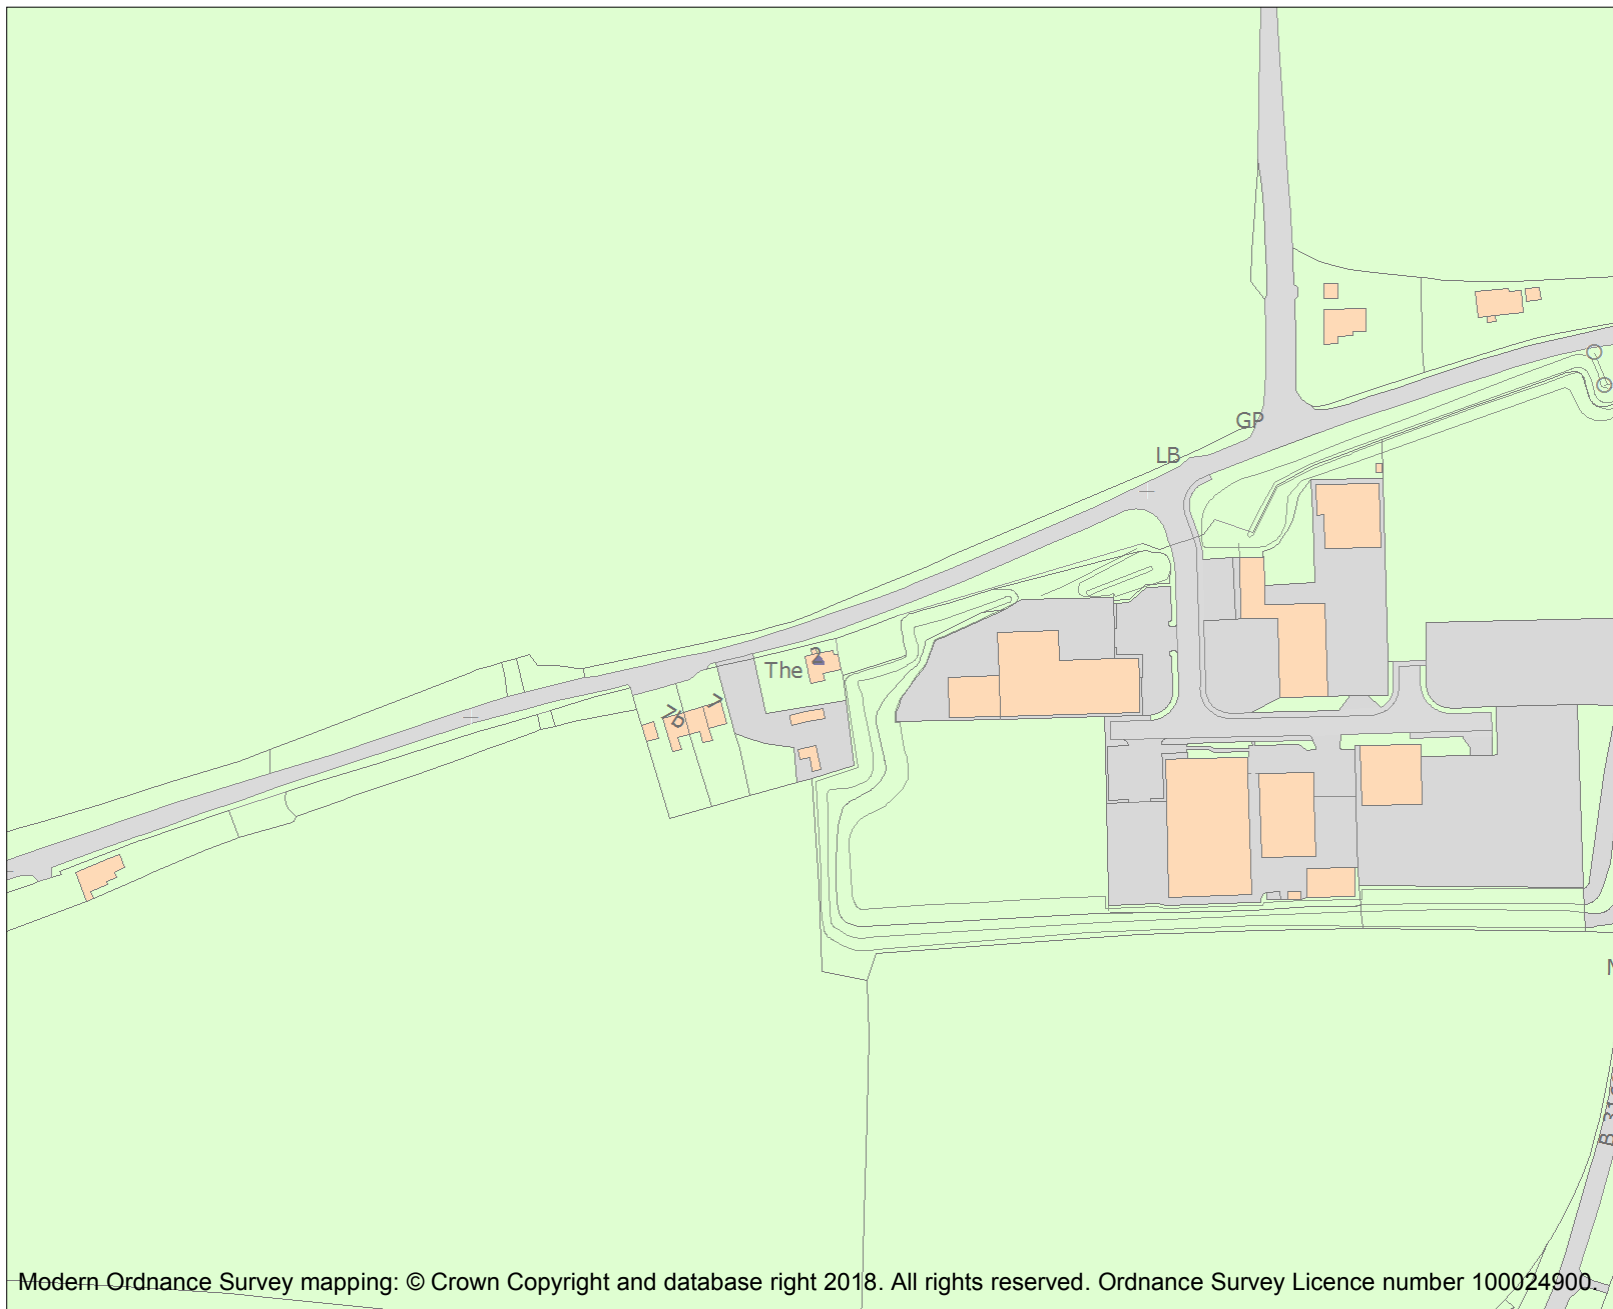 GP
LB
2
The
Modern Ordnance Survey mapping: © Crown Copyright and database right 2018. All rights reserved. Ordnance Survey Licence number 100024900.